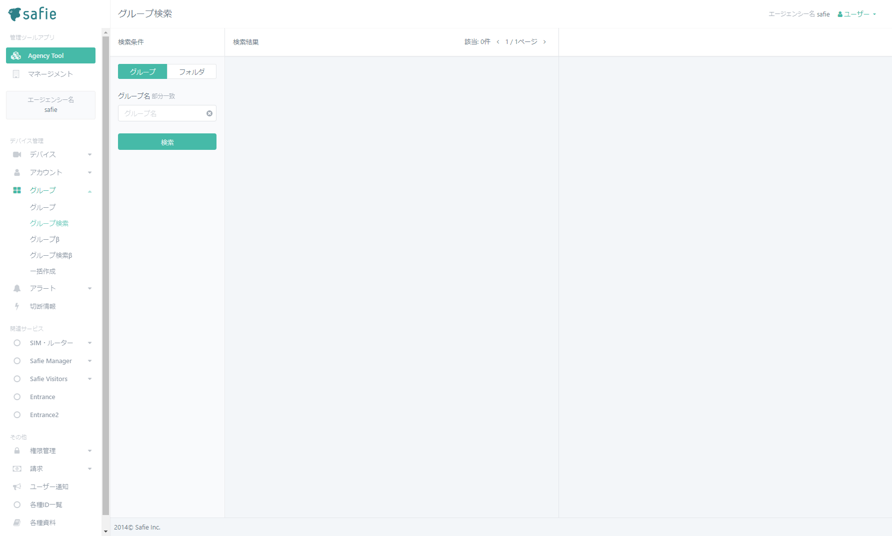 safie
管理ツールアプリ
Agency Tool
マネージメント
エージェンシー名
safie
デバイス管理
デバイス
アカウント
グループ
グループ
グループ検索
グループβ
グループ検索β
一括作成
アラート
切断情報
関連サービス
SIM・ルーター
Safie Manager
Safie Visitors
Entrance
Entrance2
その他
権限管理
請求
ユーザー通知
各種ID一覧
各種資料
グループ検索
エージェンシー名 safie
ユーザー
検索条件
グループ
フォルダ
グループ名 部分一致
グループ名
検索
検索結果
該当: 0件 ‹ 1 / 1ページ ›
2014© Safie Inc.